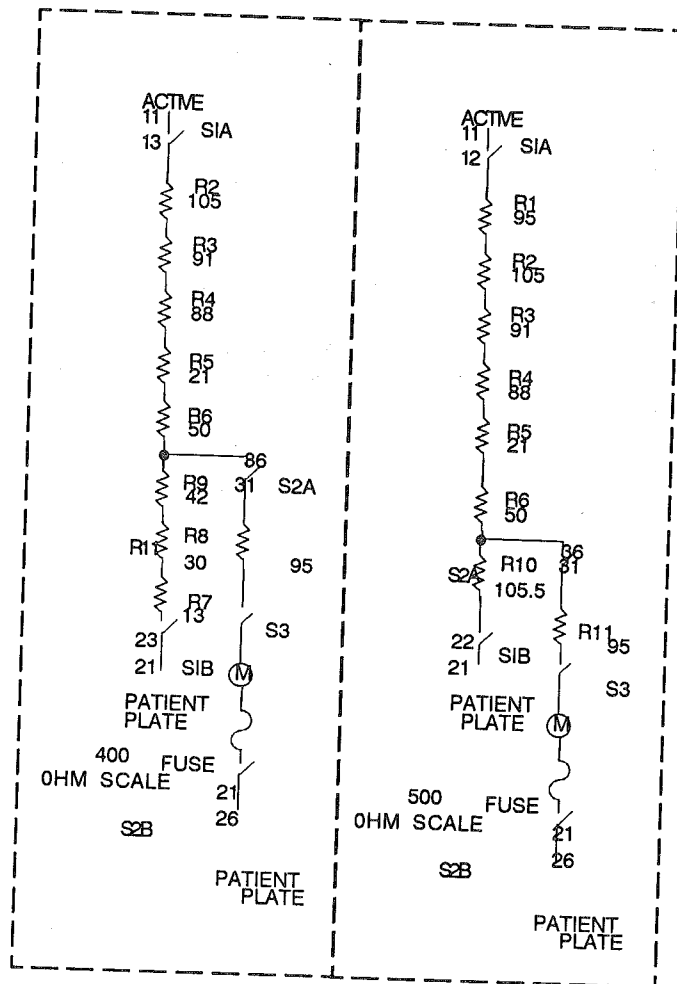 ACTIVE
11
13 SIA
R2
105
R3
91
R4
88
R5
21
R6
50
86
31 S2A
R9
42
R11 R8
30
95
R7
13
23
21 SIB
S3
M
PATIENT
PLATE
400
OHM SCALE
FUSE
21
26
S2B
PATIENT
PLATE
ACTIVE
11
12 SIA
R1
95
R2
105
R3
91
R4
88
R5
21
R6
50
36
31
S2A R10
105.5
R11
95
22
21 SIB
S3
M
PATIENT
PLATE
500
OHM SCALE
FUSE
21
26
S2B
PATIENT
PLATE